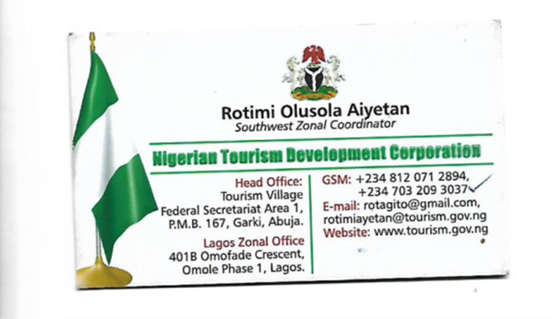 Rotimi Olusola Aiyetan
Southwest Zonal Coordinator
Nigerian Tourism Development Corporation
Head Office:
Tourism Village
Federal Secretariat Area 1,
P.M.B. 167, Garki, Abuja.
Lagos Zonal Office
401B Omofade Crescent,
Omole Phase 1, Lagos.
GSM: +234 812 071 2894,
+234 703 209 3037
E-mail: rotagito@gmail.com,
rotimiayetan@tourism.gov.ng
Website: www.tourism.gov.ng